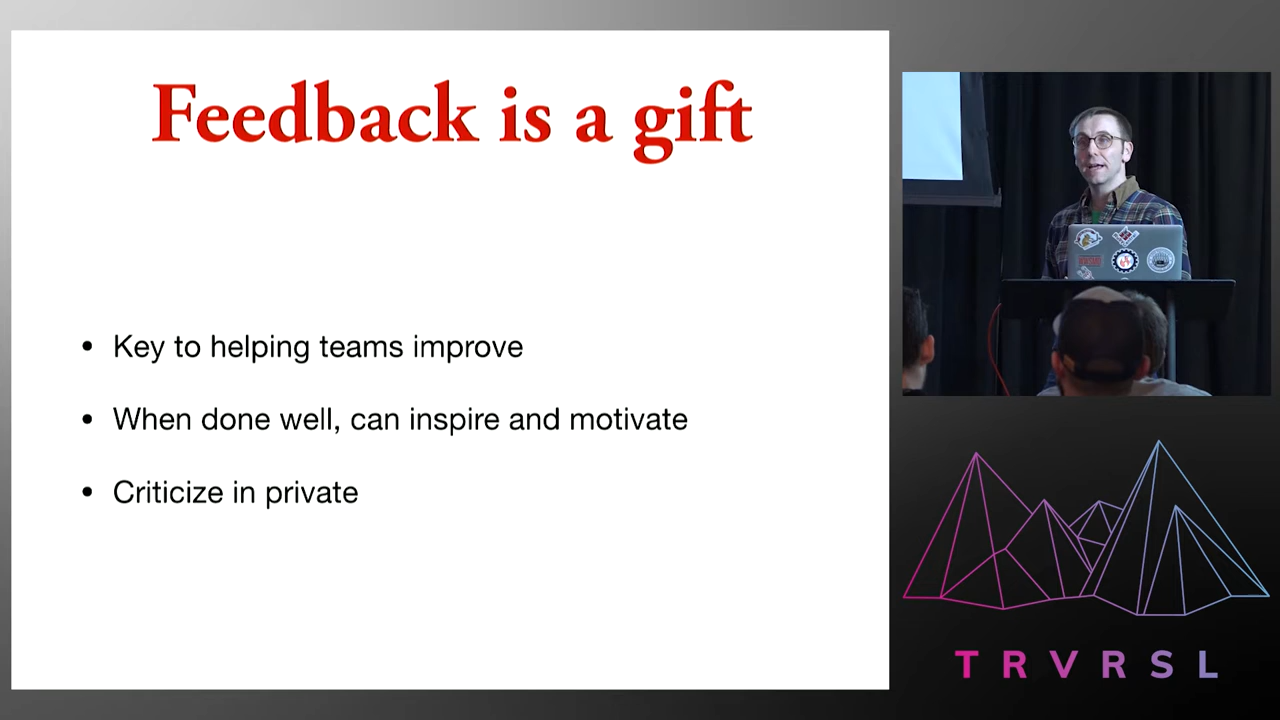 Feedback is a gift
• Key to helping teams improve
• When done well, can inspire and motivate
• Criticize in private
TRVRSL